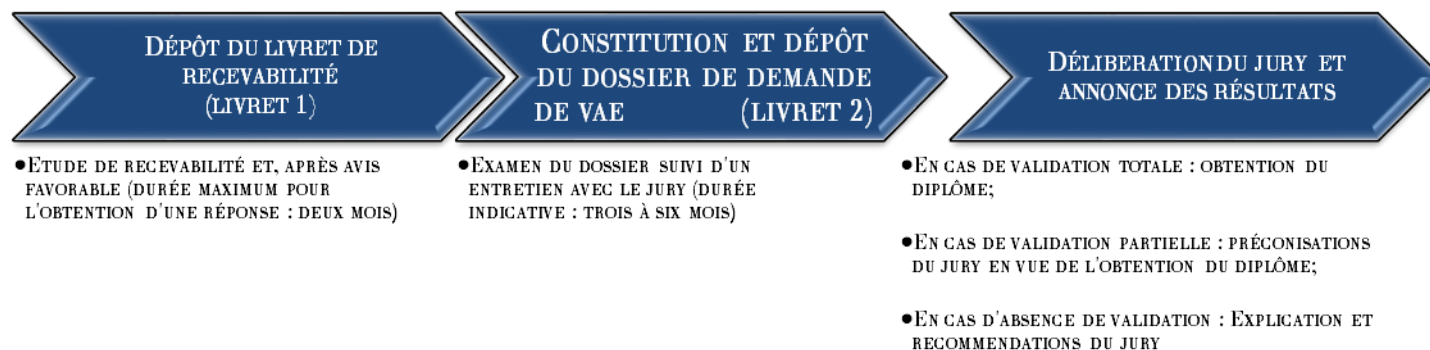 Dépôt du livret de
recevabilité
(livret 1)
Constitution et dépôt
du dossier de demande
de VAE (livret 2)
Déliberation du jury et
annonce des résultats
•Etude de recevabilité et, après avis
favorable (durée maximum pour
l'obtention d'une réponse : deux mois)
•Examen du dossier suivi d'un
entretien avec le jury (durée
indicative : trois à six mois)
•En cas de validation totale : obtention du
diplôme;
•En cas de validation partielle : préconisations
du jury en vue de l'obtention du diplôme;
•En cas d'absence de validation : Explication et
recommendations du jury